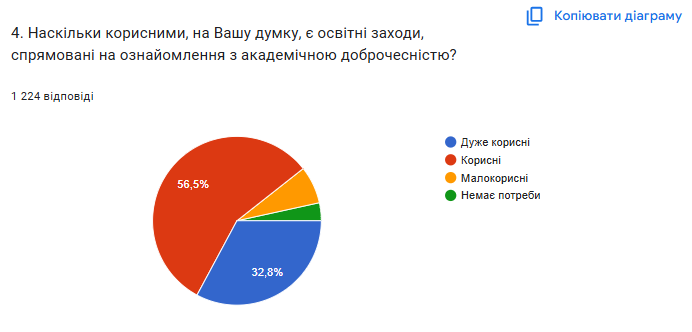 Копіювати діаграму
4. Наскільки корисними, на Вашу думку, є освітні заходи,
спрямовані на ознайомлення з академічною доброчесністю?
1 224 відповіді
Дуже корисні
Корисні
Малокорисні
Немає потреби
56,5%
32,8%